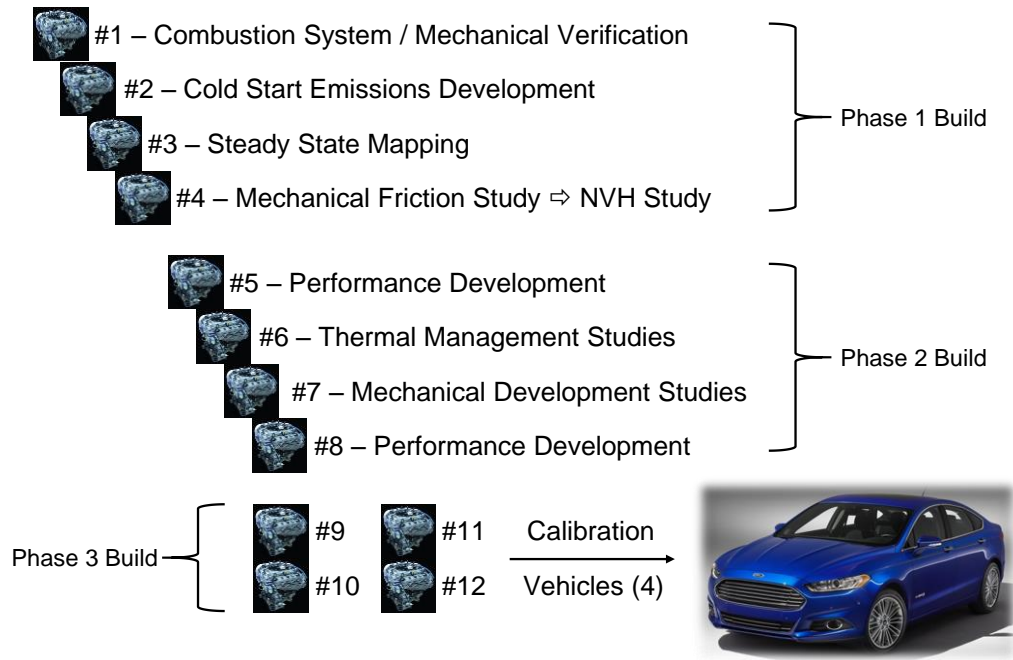 #1 – Combustion System / Mechanical Verification
#2 – Cold Start Emissions Development
#3 – Steady State Mapping
#4 – Mechanical Friction Study ⇨ NVH Study
Phase 1 Build
#5 – Performance Development
#6 – Thermal Management Studies
#7 – Mechanical Development Studies
#8 – Performance Development
Phase 2 Build
Phase 3 Build
#9
#11
#10
#12
Calibration
Vehicles (4)